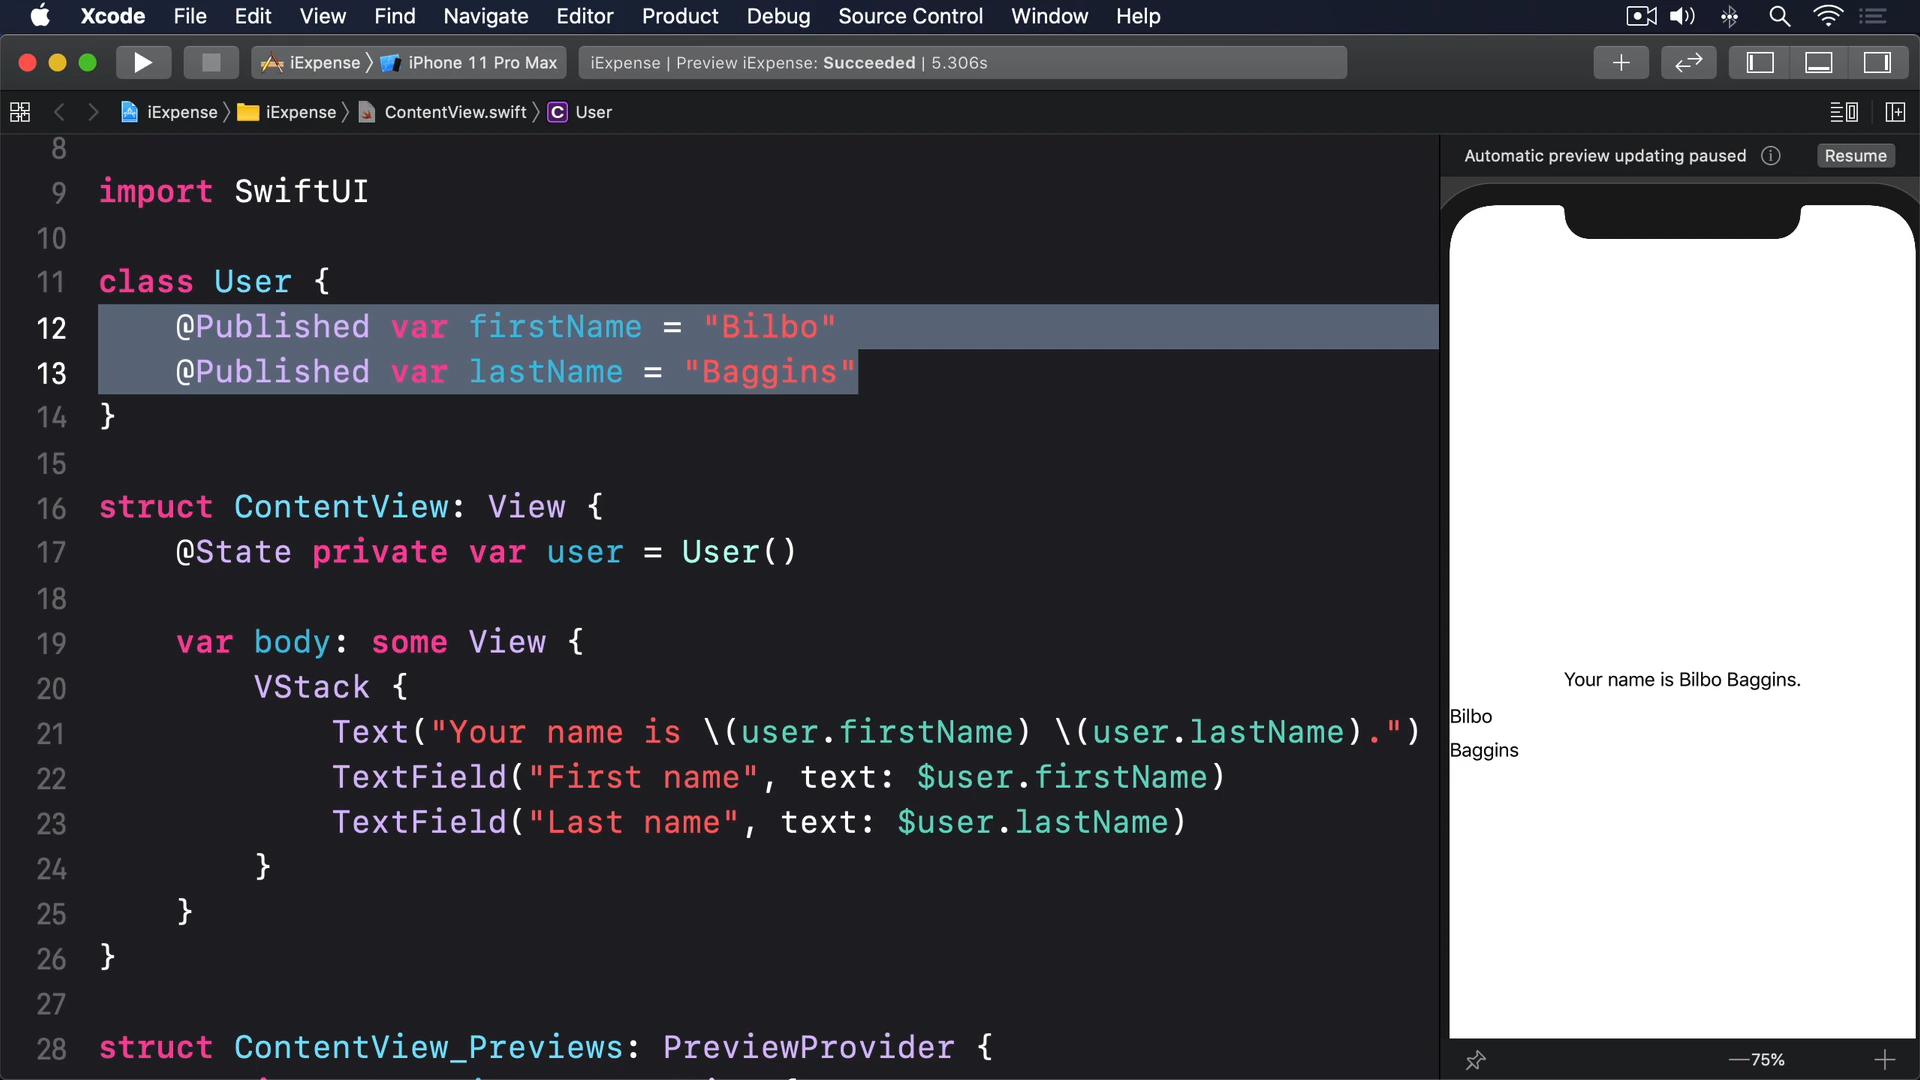 Xcode File Edit View Find Navigate Editor Product Debug Source Control Window Help
iExpense 〉 iPhone 11 Pro Max iExpense | Preview iExpense: Succeeded | 5.306s
iExpense 〉 iExpense 〉 ContentView.swift 〉 C User
Automatic preview updating paused Resume
8
9 import SwiftUI
10
11 class User {
12 @Published var firstName = "Bilbo"
13 @Published var lastName = "Baggins"
14 }
15
16 struct ContentView: View {
17 @State private var user = User()
18
19 var body: some View {
20 VStack {
21 Text("Your name is \(user.firstName) \(user.lastName).")
22 TextField("First name", text: $user.firstName)
23 TextField("Last name", text: $user.lastName)
24 }
25 }
26 }
27
28 struct ContentView_Previews: PreviewProvider {
Your name is Bilbo Baggins.
Bilbo
Baggins
75%